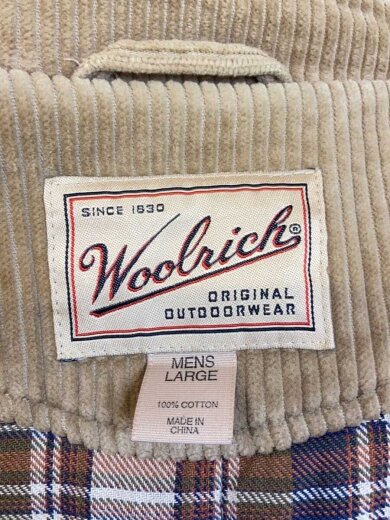 SINCE 1830
Woolrich®
ORIGINAL
OUTDOORWEAR
MENS
LARGE
100% COTTON
MADE IN
CHINA